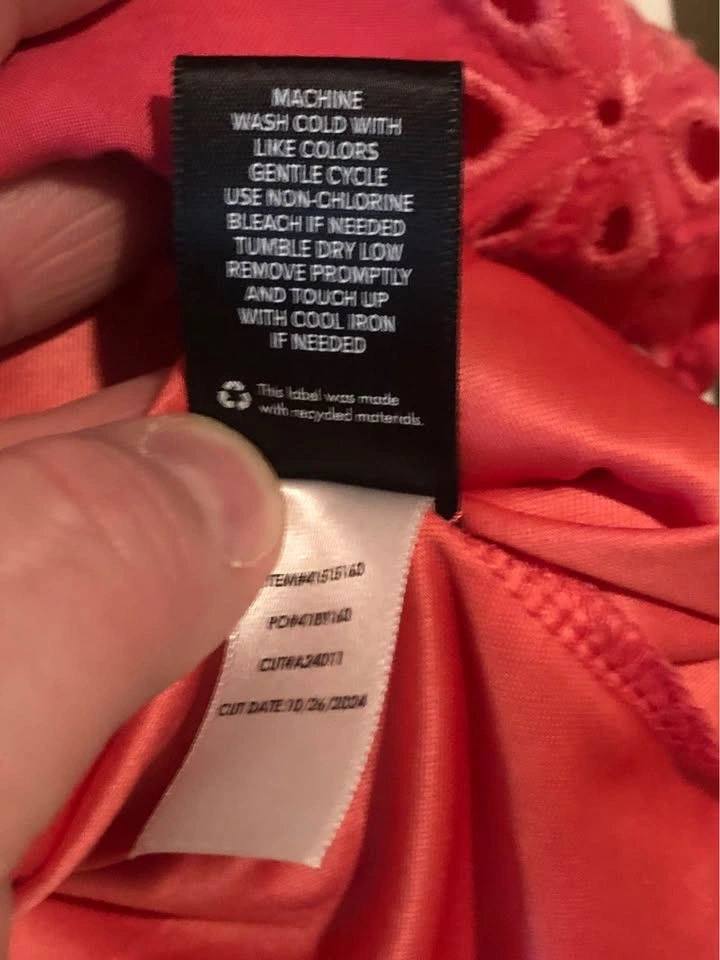 MACHINE
WASH COLD WITH
LIKE COLORS
GENTLE CYCLE
USE NON-CHLORINE
BLEACH IF NEEDED
TUMBLE DRY LOW
REMOVE PROMPTLY
AND TOUCH UP
WITH COOL IRON
IF NEEDED
This label was made
with recycled materials.
CUT DATE:10/26/2024